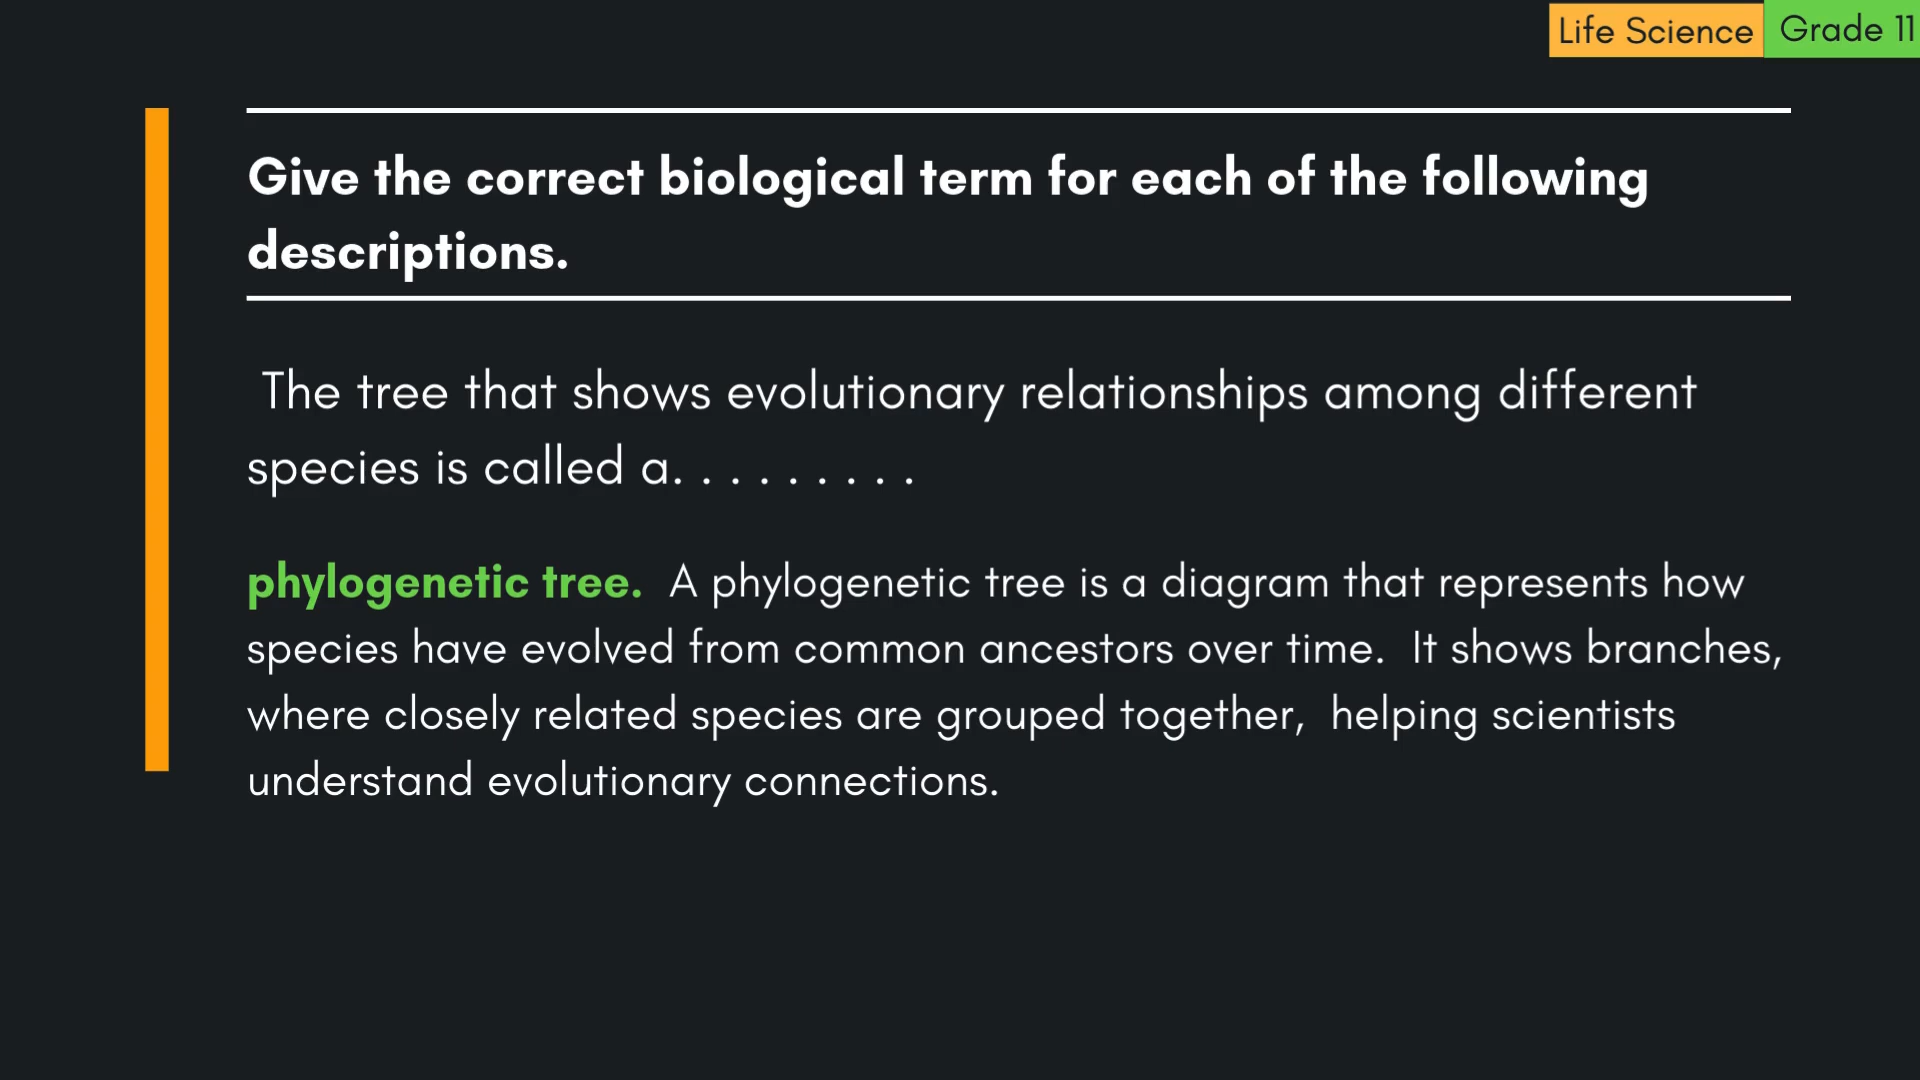 Life Science Grade 11
Give the correct biological term for each of the following
descriptions.
The tree that shows evolutionary relationships among different
species is called a. . . . . . . . .
phylogenetic tree. A phylogenetic tree is a diagram that represents how
species have evolved from common ancestors over time. It shows branches,
where closely related species are grouped together, helping scientists
understand evolutionary connections.